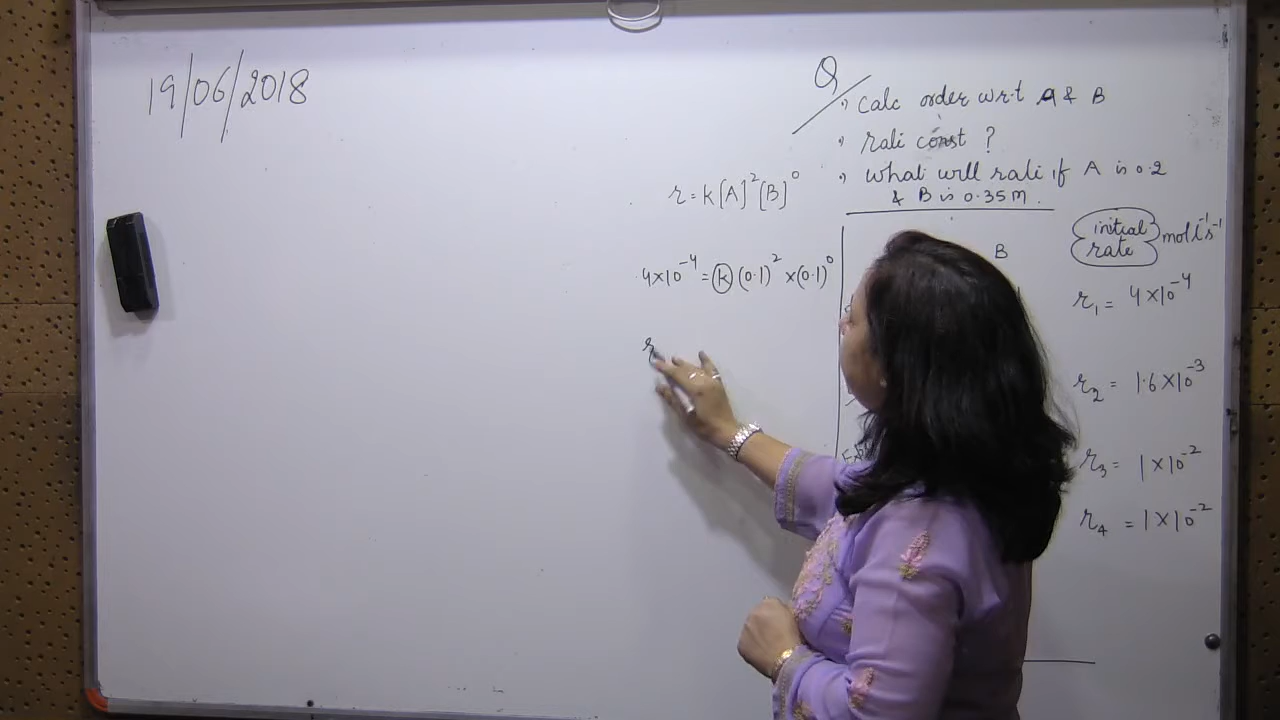 19/06/2018
Q
• calc order w.r.t A & B
• rate const ?
• what will rate if A is 0.2
& B is 0.35M.
r = k[A]²[B]⁰
initial rate mol l⁻¹ s⁻¹
B
4×10⁻⁴ = k (0.1)² × (0.1)⁰
r₁ = 4×10⁻⁴
r
r₂ = 1.6×10⁻³
r₃ = 1×10⁻²
r₄ = 1×10⁻²